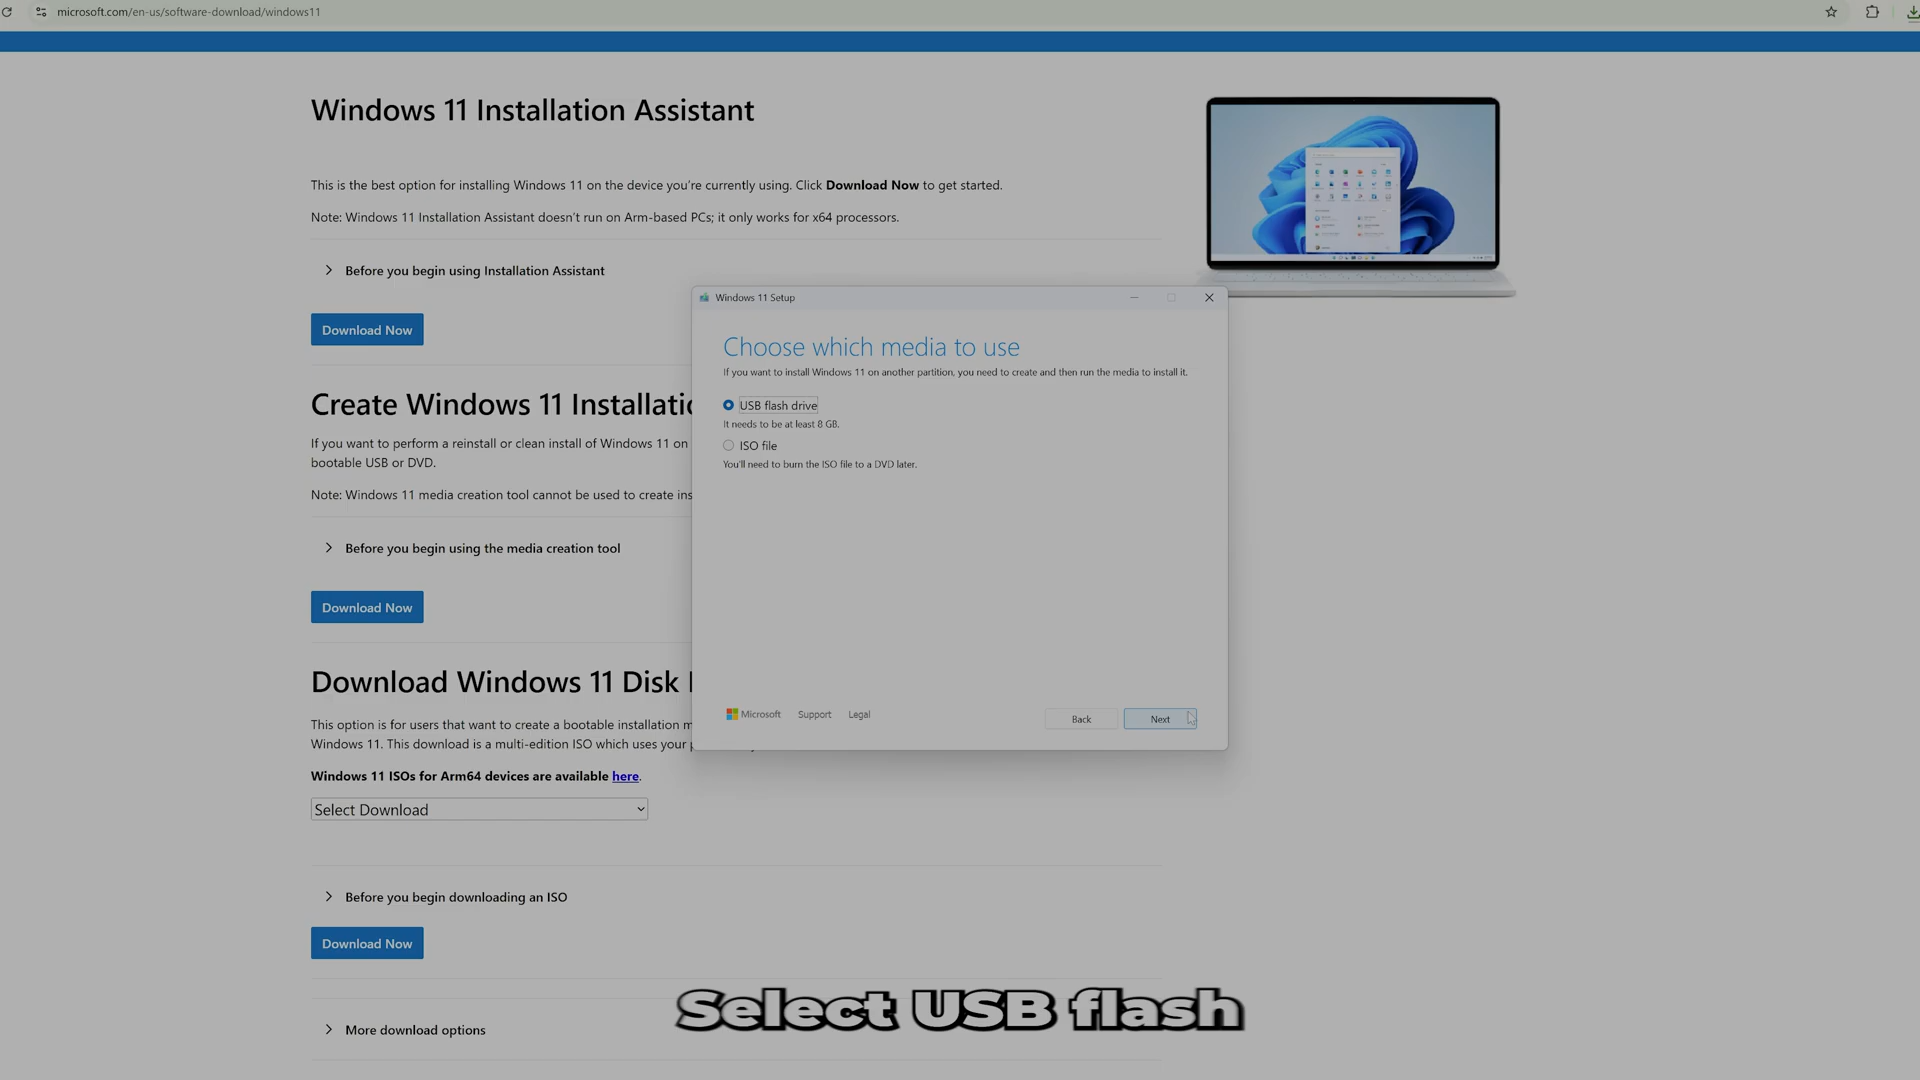 microsoft.com/en-us/software-download/windows11
Windows 11 Installation Assistant
This is the best option for installing Windows 11 on the device you're currently using. Click Download Now to get started.
Note: Windows 11 Installation Assistant doesn't run on Arm-based PCs; it only works for x64 processors.
Before you begin using Installation Assistant
Download Now
Create Windows 11 Installatio
If you want to perform a reinstall or clean install of Windows 11 on
bootable USB or DVD.
Note: Windows 11 media creation tool cannot be used to create ins
Before you begin using the media creation tool
Download Now
Download Windows 11 Disk I
This option is for users that want to create a bootable installation m
Windows 11. This download is a multi-edition ISO which uses your p
Windows 11 ISOs for Arm64 devices are available here.
Select Download
Before you begin downloading an ISO
Download Now
More download options
Windows 11 Setup
Choose which media to use
If you want to install Windows 11 on another partition, you need to create and then run the media to install it.
USB flash drive
It needs to be at least 8 GB.
ISO file
You'll need to burn the ISO file to a DVD later.
Microsoft Support Legal
Back Next
Select USB flash